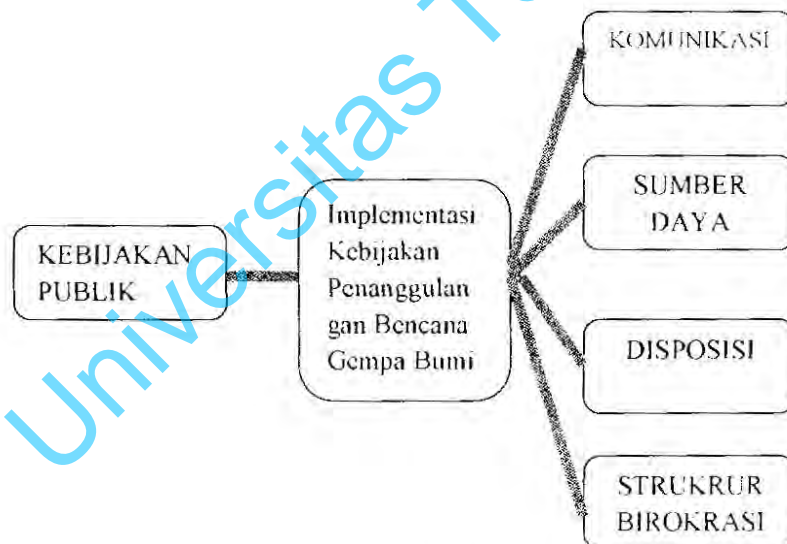 KOMUNIKASI
SUMBER
DAYA
KEBIJAKAN
PUBLIK
Implementasi
Kebijakan
Penanggulan
gan Bencana
Gempa Bumi
DISPOSISI
STRUKRUR
BIROKRASI
Universitas